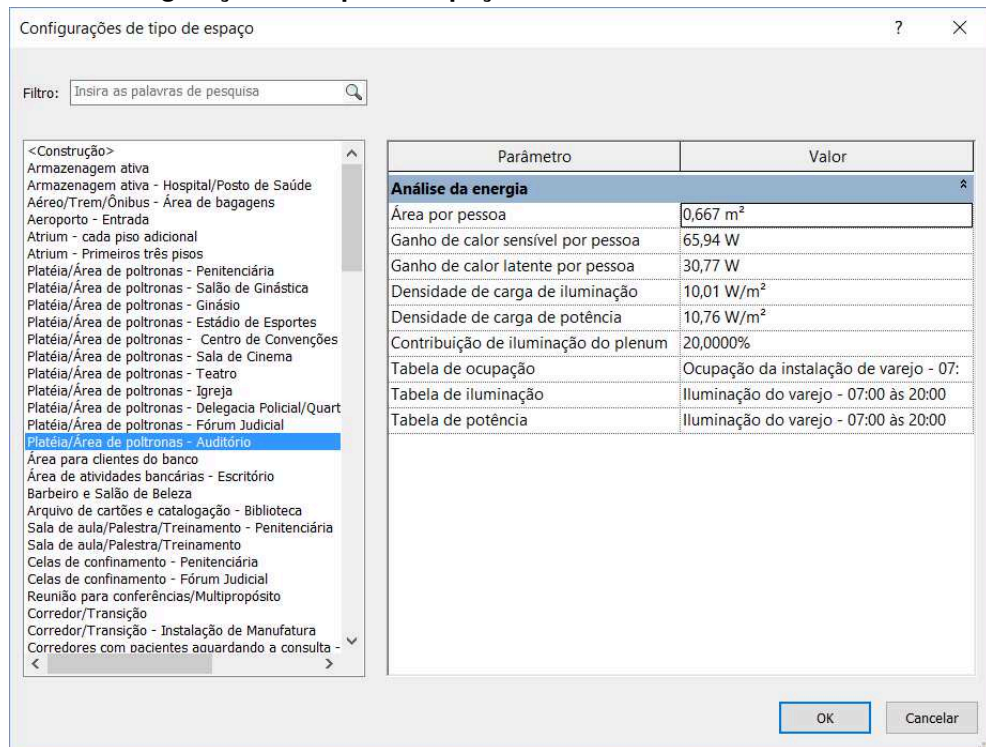 Configurações de tipo de espaço
?
Filtro:
Insira as palavras de pesquisa
<Construção>
Armazenagem ativa
Armazenagem ativa - Hospital/Posto de Saúde
Aéreo/Trem/Ônibus - Área de bagagens
Aeroporto - Entrada
Atrium - cada piso adicional
Atrium - Primeiros três pisos
Platéia/Área de poltronas - Penitenciária
Platéia/Área de poltronas - Salão de Ginástica
Platéia/Área de poltronas - Ginásio
Platéia/Área de poltronas - Estádio de Esportes
Platéia/Área de poltronas - Centro de Convenções
Platéia/Área de poltronas - Sala de Cinema
Platéia/Área de poltronas - Teatro
Platéia/Área de poltronas - Igreja
Platéia/Área de poltronas - Delegacia Policial/Quart
Platéia/Área de poltronas - Fórum Judicial
Platéia/Área de poltronas - Auditório
Área para clientes do banco
Área de atividades bancárias - Escritório
Barbeiro e Salão de Beleza
Arquivo de cartões e catalogação - Biblioteca
Sala de aula/Palestra/Treinamento - Penitenciária
Sala de aula/Palestra/Treinamento
Celas de confinamento - Penitenciária
Celas de confinamento - Fórum Judicial
Reunião para conferências/Multipropósito
Corredor/Transição
Corredor/Transição - Instalação de Manufatura
Corredores com pacientes aguardando a consulta -
Parâmetro Valor
Análise da energia
Área por pessoa 0,667 m²
Ganho de calor sensível por pessoa 65,94 W
Ganho de calor latente por pessoa 30,77 W
Densidade de carga de iluminação 10,01 W/m²
Densidade de carga de potência 10,76 W/m²
Contribuição de iluminação do plenum 20,0000%
Tabela de ocupação Ocupação da instalação de varejo - 07:
Tabela de iluminação Iluminação do varejo - 07:00 às 20:00
Tabela de potência Iluminação do varejo - 07:00 às 20:00
OK Cancelar